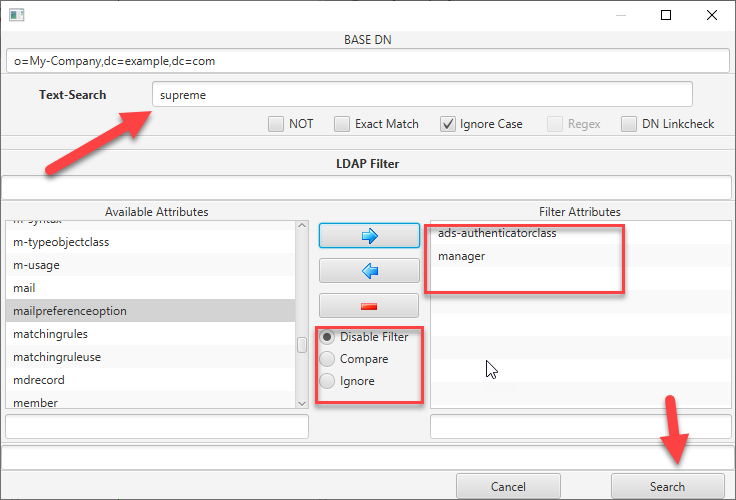 BASE DN
o=My-Company,dc=example,dc=com
Text-Search
supreme
NOT
Exact Match
Ignore Case
Regex
DN Linkcheck
LDAP Filter
Available Attributes
m-syntax
m-typeobjectclass
m-usage
mail
mailpreferenceoption
matchingrules
matchingruleuse
mdrecord
member
Disable Filter
Compare
Ignore
Filter Attributes
ads-authenticatorclass
manager
Cancel
Search